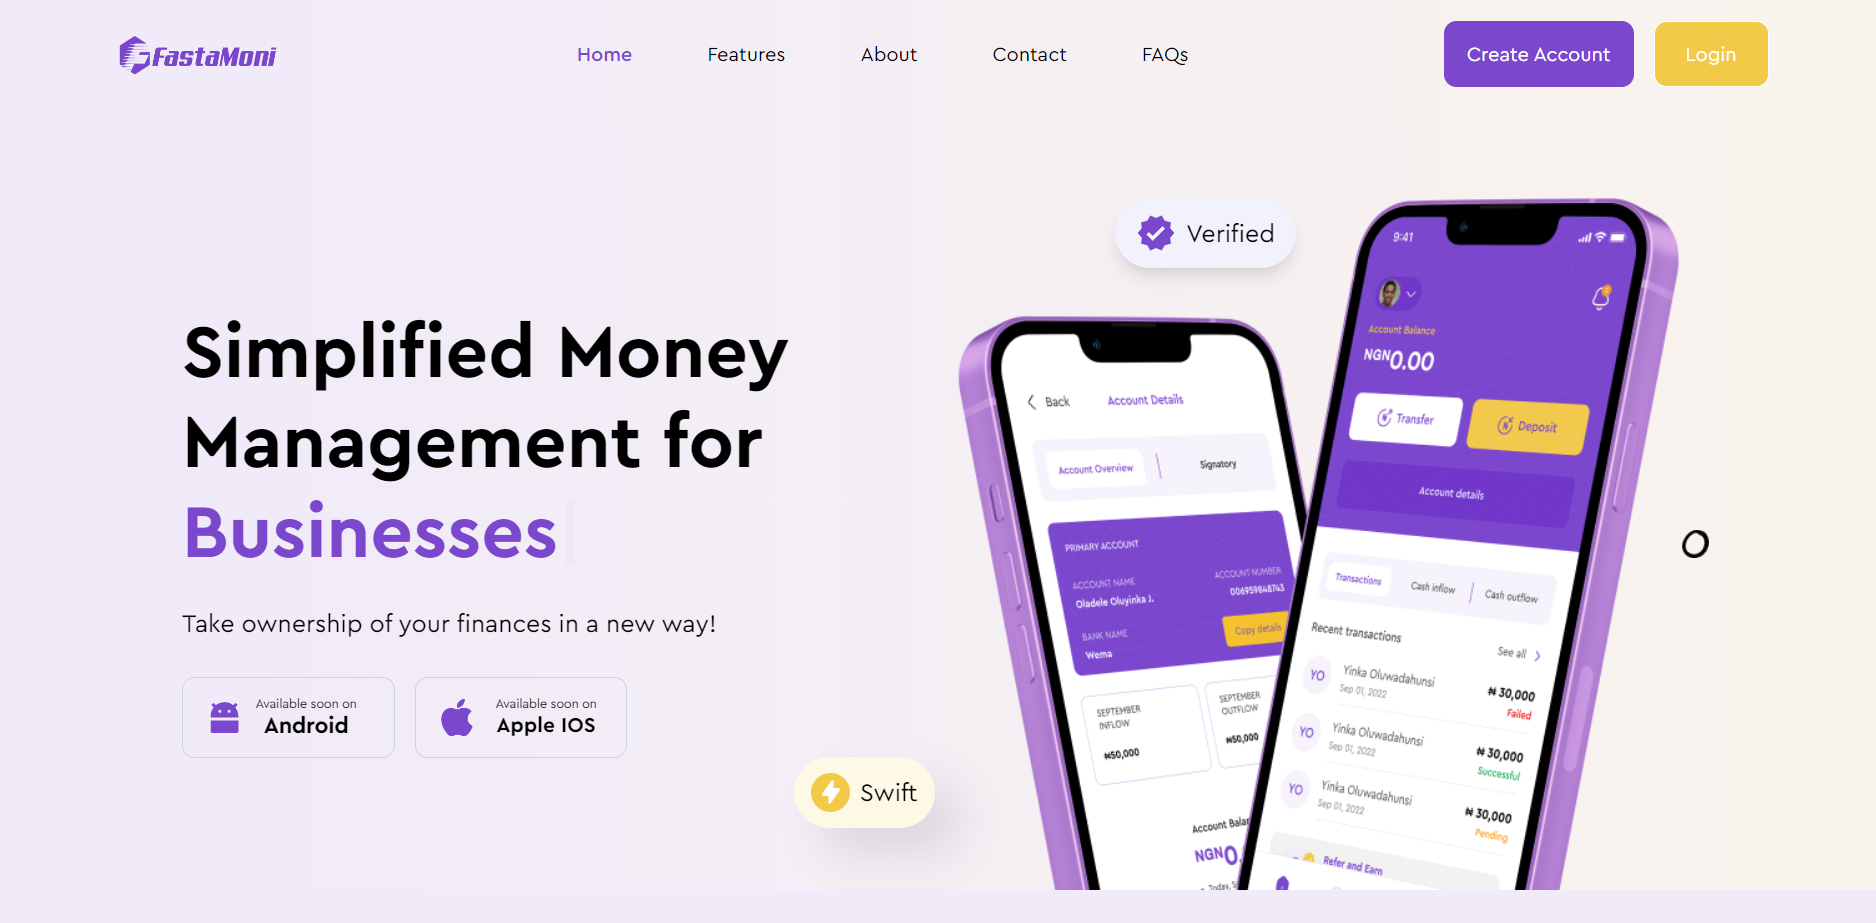 FastaMoni
Home
Features
About
Contact
FAQs
Create Account
Login
Simplified Money
Management for
Businesses
Take ownership of your finances in a new way!
Available soon on
Android
Available soon on
Apple IOS
Verified
Swift
Back
Account Details
Account Overview
Signatory
PRIMARY ACCOUNT
ACCOUNT NAME
Oladele Oluyinka J.
ACCOUNT NUMBER
006959848743
BANK NAME
Wema
Copy details
SEPTEMBER
INFLOW
₦50,000
SEPTEMBER
OUTFLOW
₦50,000
Account Balan
NGN0.
Today, S
9:41
2
Account Balance
NGN0.00
Transfer
Deposit
Account details
Transactions
Cash inflow
Cash outflow
Recent transactions
See all
YO
Yinka Oluwadahunsi
Sep 01, 2022
₦ 30,000
Failed
YO
Yinka Oluwadahunsi
Sep 01, 2022
₦ 30,000
Successful
YO
Yinka Oluwadahunsi
Sep 01, 2022
₦ 30,000
Pending
Refer and Earn